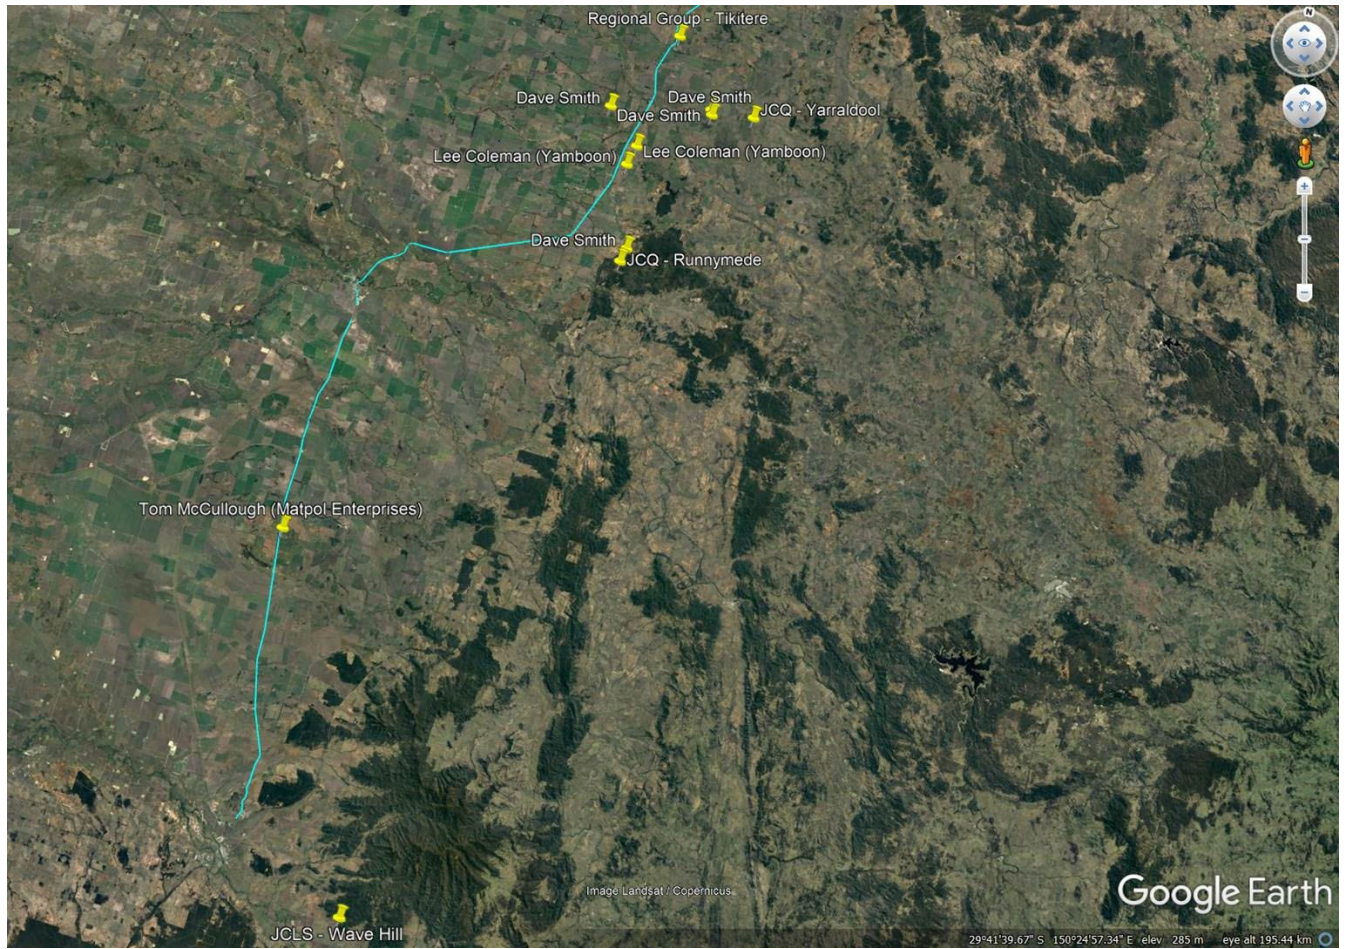 Regional Group - Tikitere
N
Dave Smith
Dave Smith
Dave Smith
JCQ - Yarraldool
Lee Coleman (Yamboon)
Lee Coleman (Yamboon)
Dave Smith
JCQ - Runnymede
Tom McCullough (Matpol Enterprises)
JCLS - Wave Hill
Image Landsat / Copernicus
Google Earth
29°41'39.67" S 150°24'57.34" E elev 285 m eye alt 195.44 km